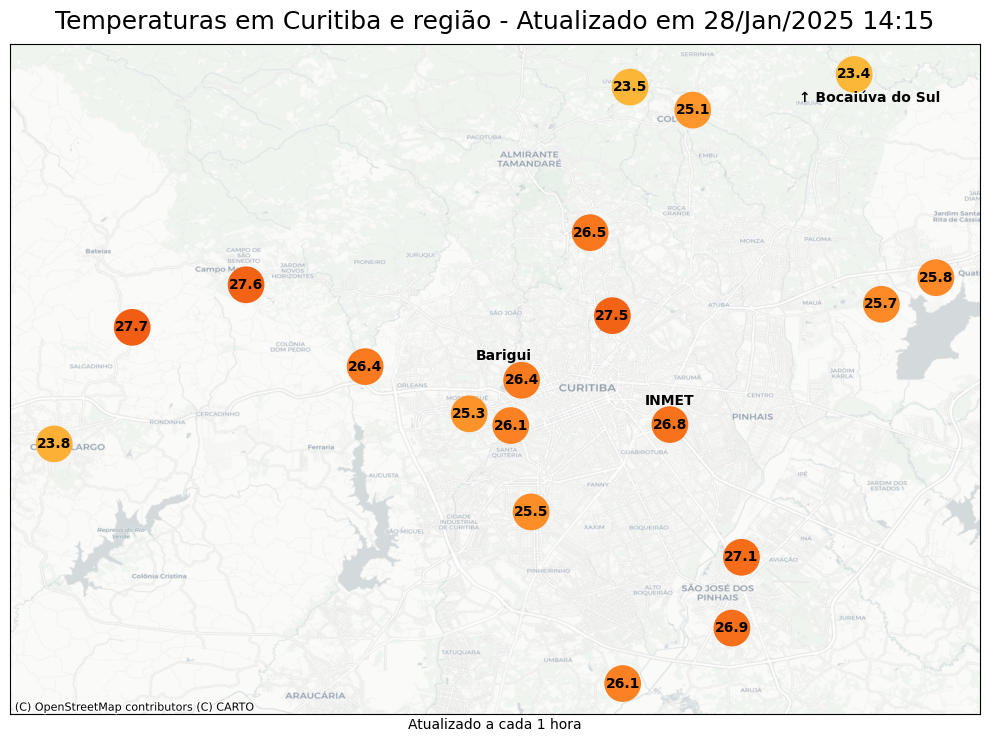 Temperaturas em Curitiba e região - Atualizado em 28/Jan/2025 14:15
SERRINHA
23.4
23.5
↑ Bocaiúva do Sul
25.1
PACOTUBA
ALMIRANTE
TAMANDARÉ
EMBU
ROÇA
GRANDE
Jardim Santa
Rita de Cássia
26.5
MONZA
PALOMA
Bateias
CAMPO DE
SÃO
BENEDITO
JURUQUI
PIONEIRO
JARDIM
NOVOS
HORIZONTES
25.8
27.6
25.7
MAUÁ
ATUBA
SÃO JOÃO
27.5
27.7
COLÔNIA
DOM PEDRO
Barigui
SALGADINHO
26.4
JARDIM
KARLA
26.4
TARUMÃ
ORLEANS
CURITIBA
CENTRO
INMET
25.3
CERCADINHO
RONDINHA
26.1
26.8
PINHAIS
23.8
Ferraria
SANTA
QUITÉRIA
GUABIROTUBA
AUGUSTA
IPÊ
FANNY
JARDIM DOS
ESTADOS I
25.5
CIDADE
INDUSTRIAL
DE CURITIBA
XAXIM
BOQUEIRÃO
Represa do Rio
Verde
INÁ
27.1
AVIAÇÃO
PINHEIRINHO
Colônia Cristina
ALTO
BOQUEIRÃO
SÃO JOSÉ DOS
PINHAIS
JUREMA
26.9
TATUQUARA
UMBARÁ
26.1
ARUJÁ
ARAUCÁRIA
(C) OpenStreetMap contributors (C) CARTO
Atualizado a cada 1 hora